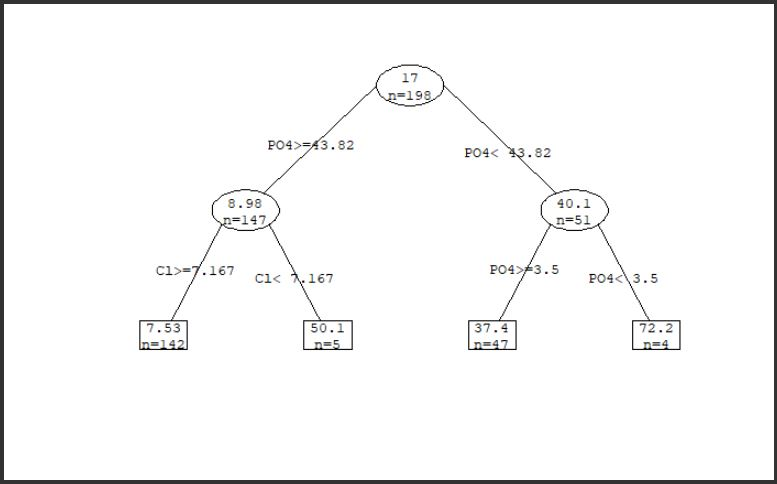 17
n=198
PO4>=43.82
PO4< 43.82
8.98
n=147
40.1
n=51
Cl>=7.167
Cl< 7.167
PO4>=3.5
PO4< 3.5
7.53
n=142
50.1
n=5
37.4
n=47
72.2
n=4